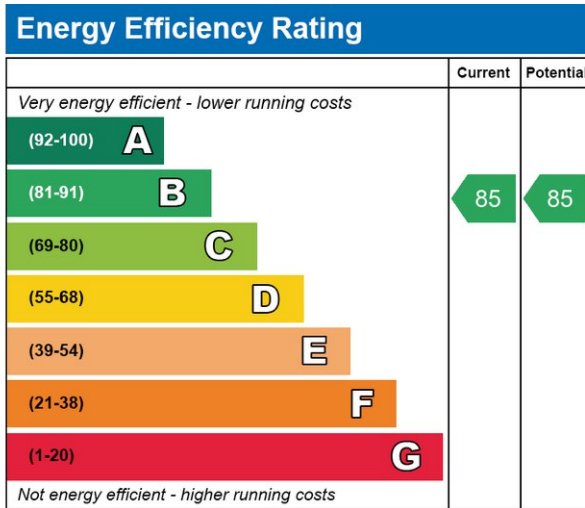 Energy Efficiency Rating
Current Potential
Very energy efficient - lower running costs
(92-100) A
(81-91) B 85 85
(69-80) C
(55-68) D
(39-54) E
(21-38) F
(1-20) G
Not energy efficient - higher running costs